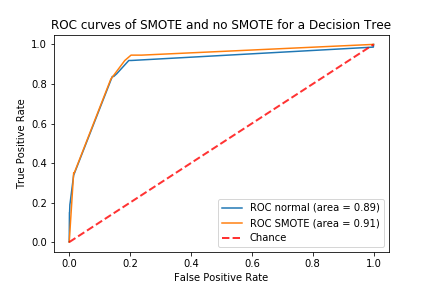 ROC curves of SMOTE and no SMOTE for a Decision Tree
1.0
0.8
0.6
0.4
0.2
0.0
True Positive Rate
ROC normal (area = 0.89)
ROC SMOTE (area = 0.91)
Chance
0.0 0.2 0.4 0.6 0.8 1.0
False Positive Rate